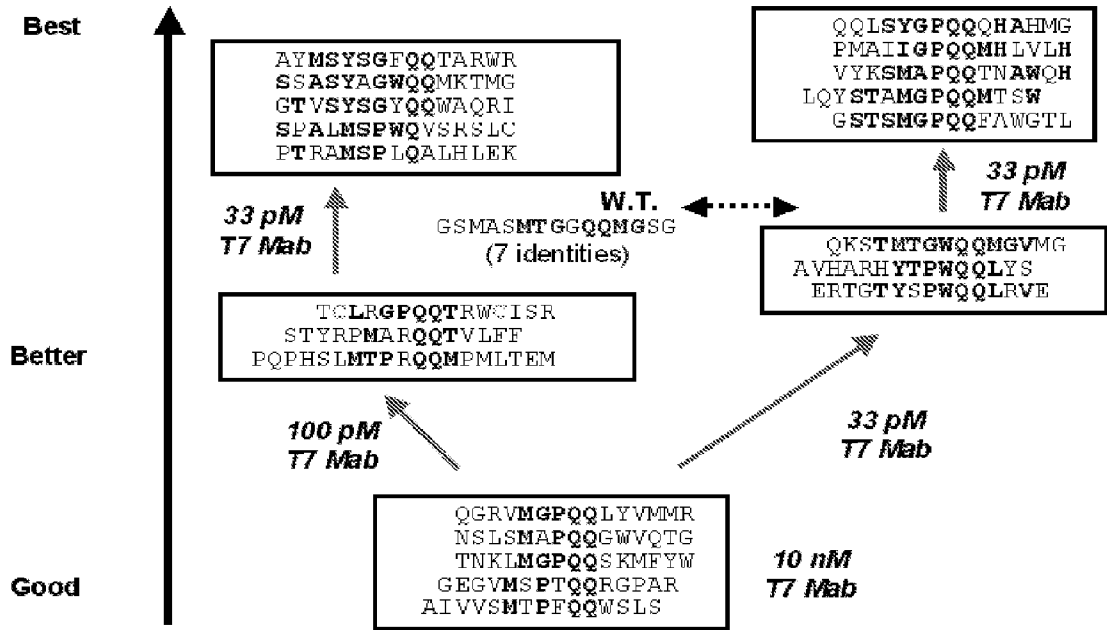 Best
QQLSYGPQQQHAHMG
PMAIIGPQQMHLVLH
VYKSMAPQQTNAWQH
LQYSTAMGPQQMTSW
GSTSMGPQQFAWGTL
AYMSYSGFQQTARWR
SSASYAGWQQMKTMG
GTVSYSGYQQWAQRI
SPALMSPWQVSRSLC
PTRAMSPLQALHLEK
33 pM
T7 Mab
33 pM
T7 Mab
W.T.
GSMASMTGGQQMGSG
(7 identities)
QKSTMTGWQQMGVMG
AVHARHYTPWQQLYS
ERTGTYSPWQQLRVE
Better
TCLRGPQQTRWCISR
STYRPMARQQTVLFF
PQPHSLMTPRQQMPMLTEM
100 pM
T7 Mab
33 pM
T7 Mab
Good
QGRVMGPQQLYVMMR
NSLSMAPQQGWVQTG
TNKLMGPQQSKMFYW
GEGVMSPTQQRGPAR
AIVVSMTPFQQWSLS
10 nM
T7 Mab